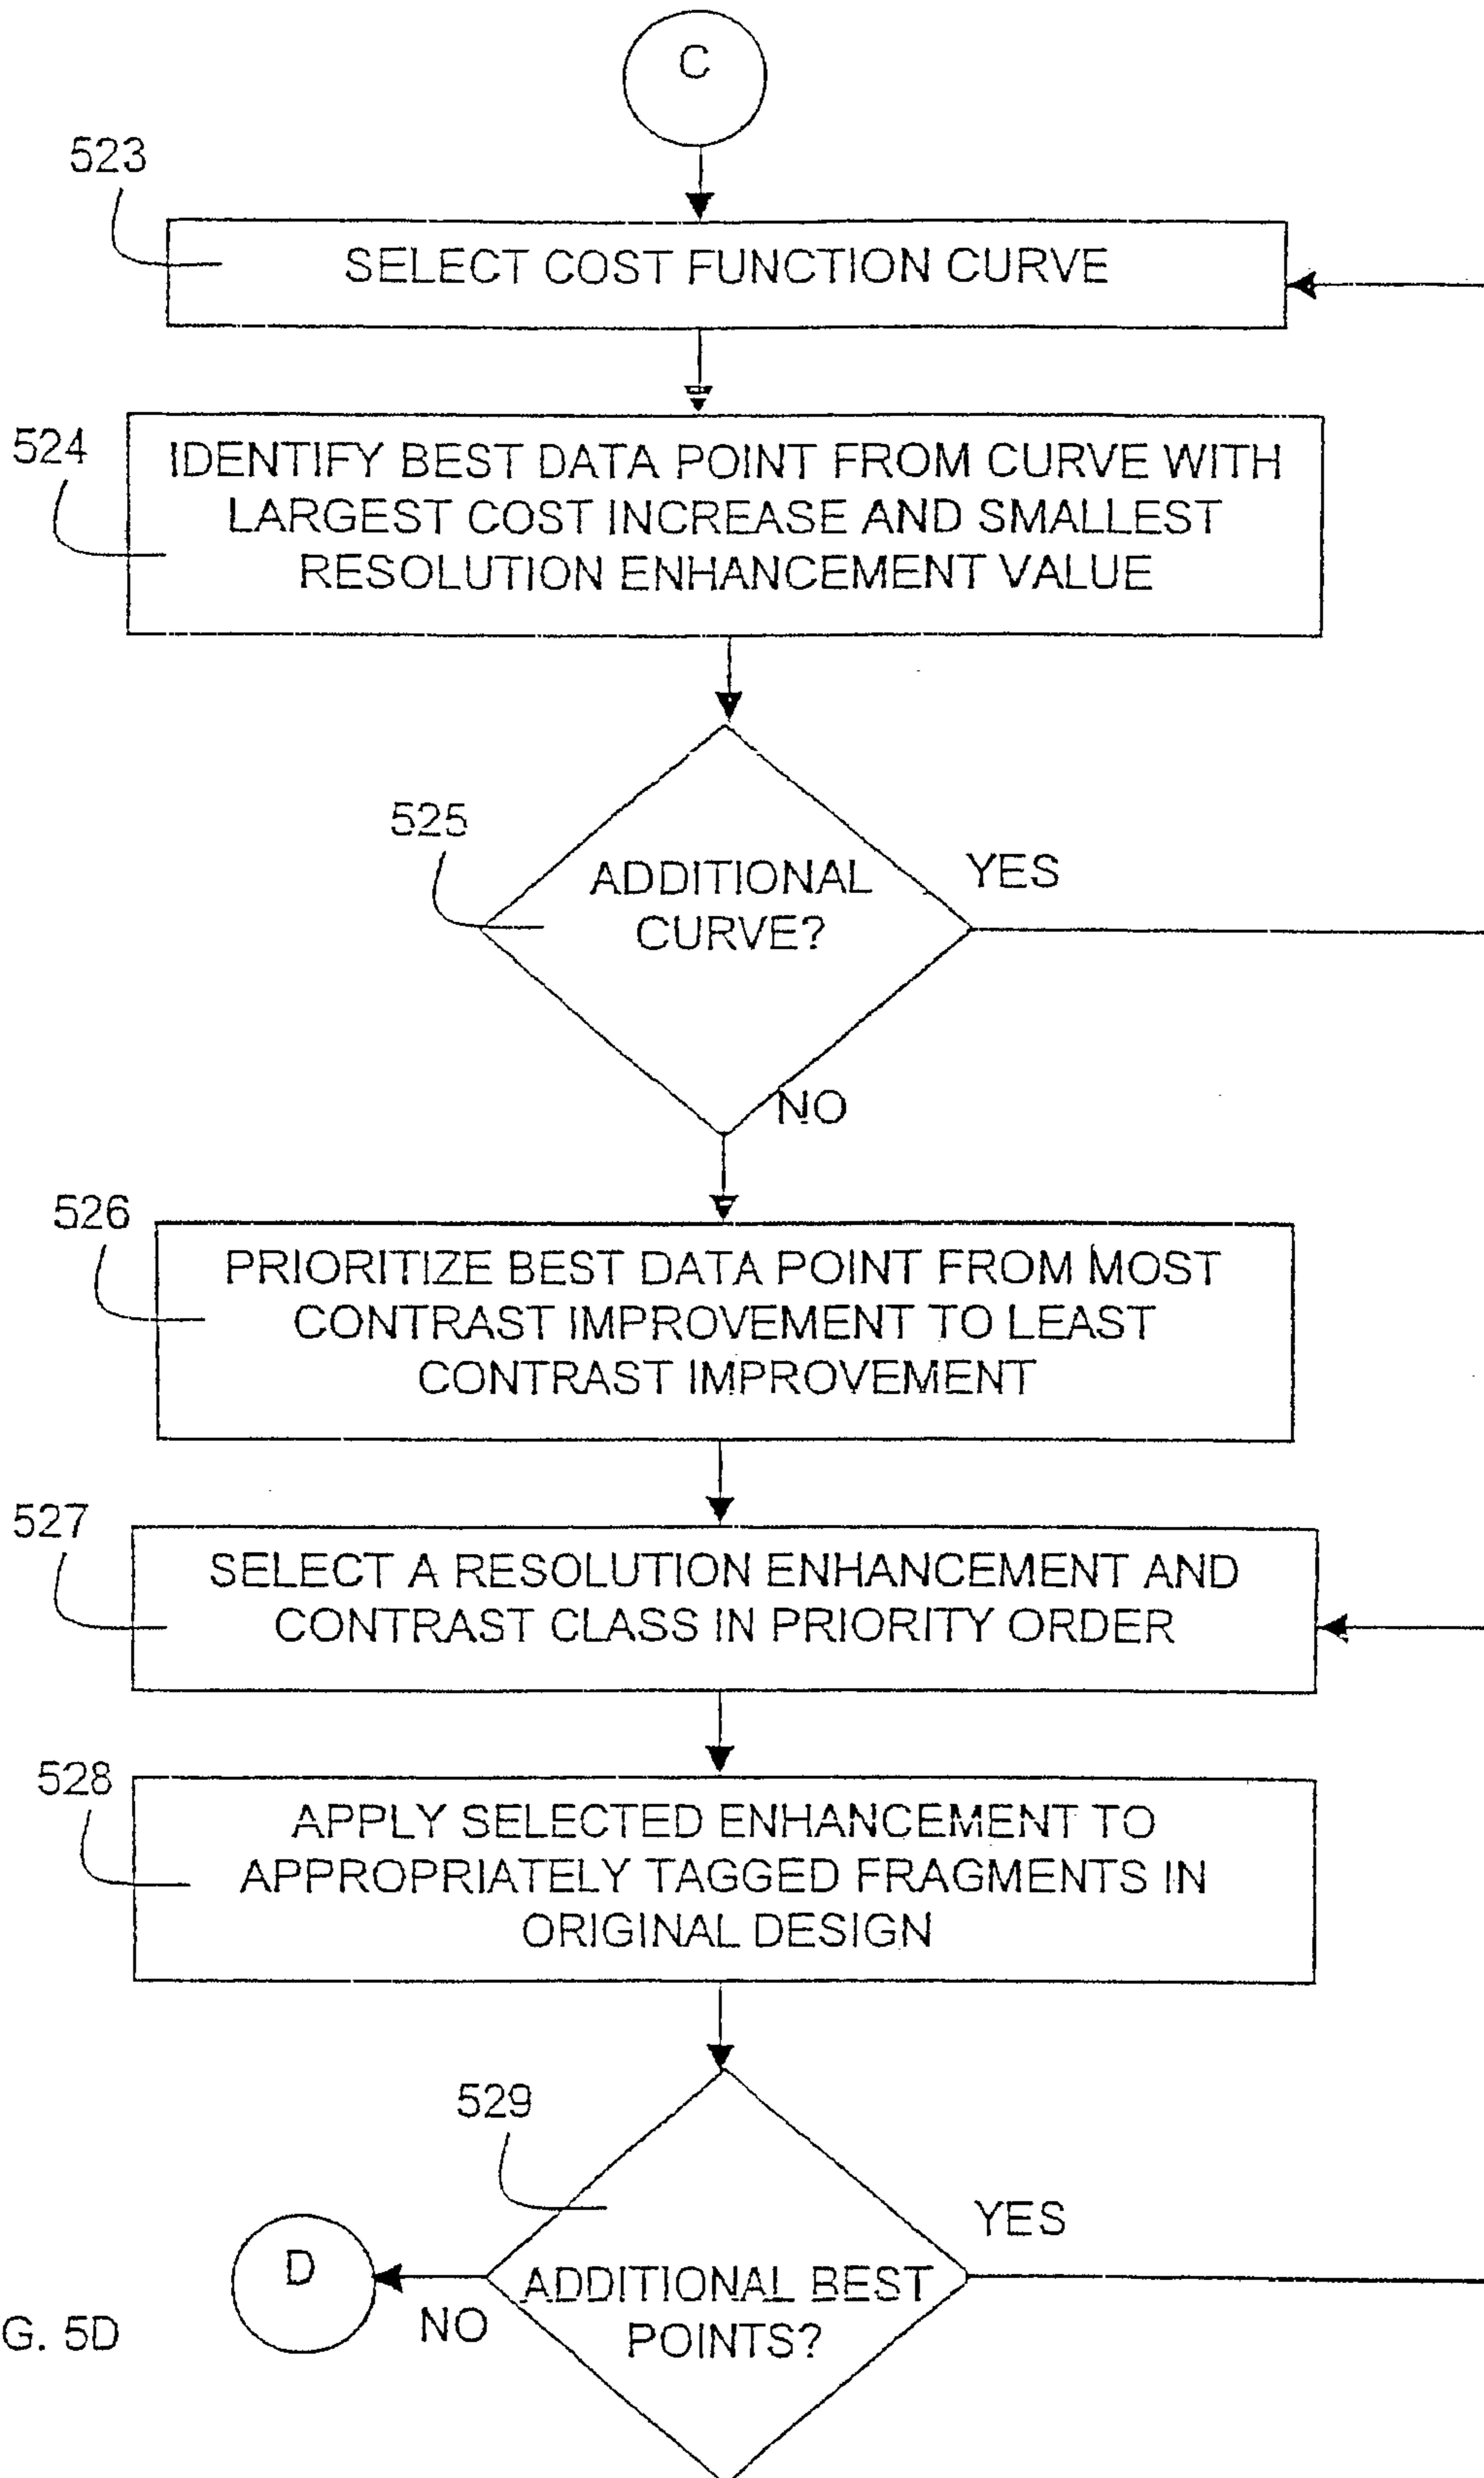 C
523
SELECT COST FUNCTION CURVE
524
IDENTIFY BEST DATA POINT FROM CURVE WITH
LARGEST COST INCREASE AND SMALLEST
RESOLUTION ENHANCEMENT VALUE
525
ADDITIONAL
CURVE?
YES
NO
526
PRIORITIZE BEST DATA POINT FROM MOST
CONTRAST IMPROVEMENT TO LEAST
CONTRAST IMPROVEMENT
527
SELECT A RESOLUTION ENHANCEMENT AND
CONTRAST CLASS IN PRIORITY ORDER
528
APPLY SELECTED ENHANCEMENT TO
APPROPRIATELY TAGGED FRAGMENTS IN
ORIGINAL DESIGN
529
YES
D
NO
ADDITIONAL BEST
POINTS?
G. 5D